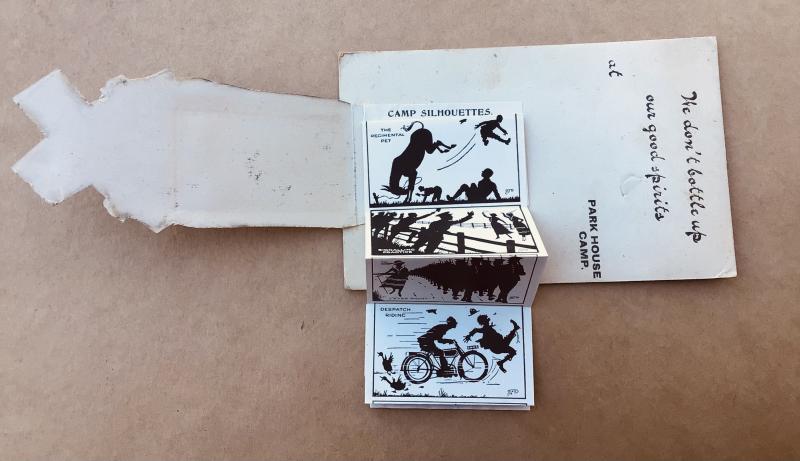 We don't bottle up
our good spirits
at
PARK HOUSE
CAMP.
CAMP SILHOUETTES.
THE
REGIMENTAL
PET
DESPATCH
RIDING